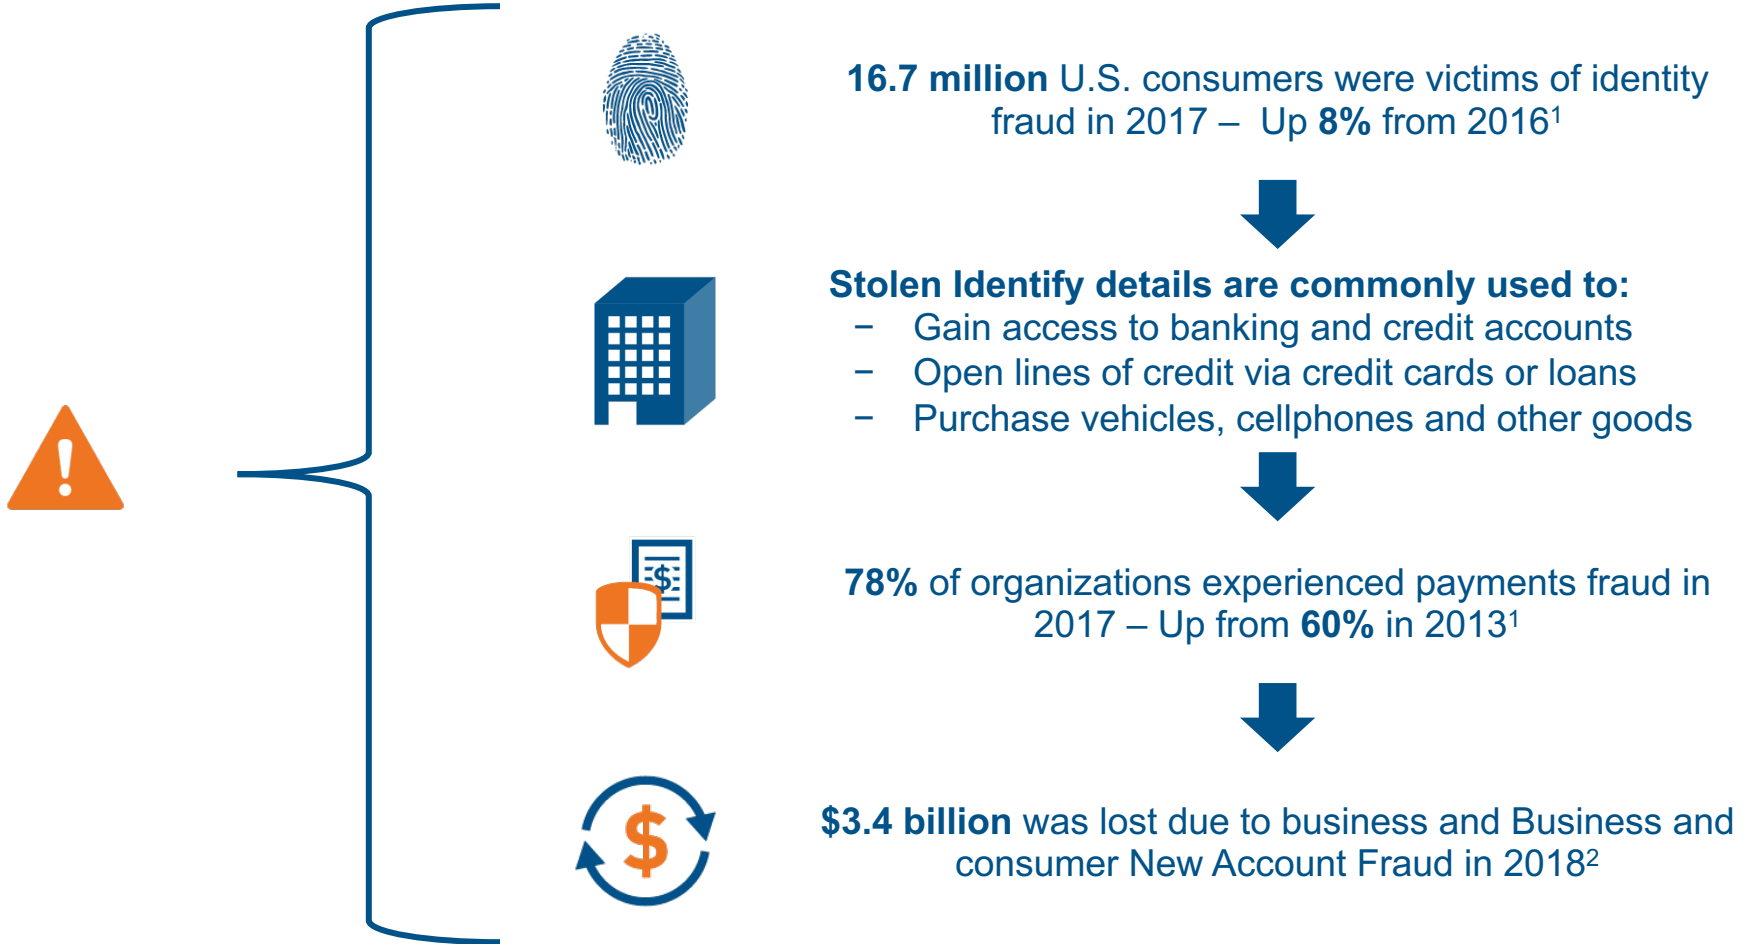 16.7 million U.S. consumers were victims of identity
fraud in 2017 – Up 8% from 2016¹
Stolen Identify details are commonly used to:
− Gain access to banking and credit accounts
− Open lines of credit via credit cards or loans
− Purchase vehicles, cellphones and other goods
$
78% of organizations experienced payments fraud in
2017 – Up from 60% in 2013¹
$
$3.4 billion was lost due to business and Business and
consumer New Account Fraud in 2018²